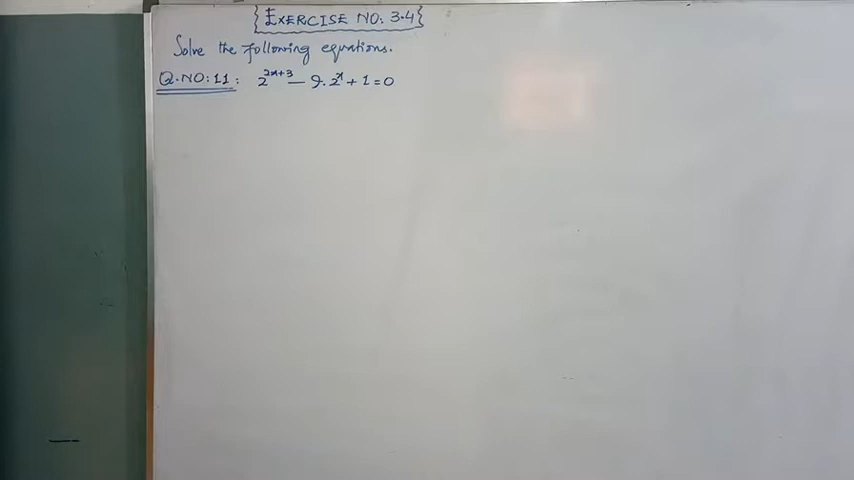 {EXERCISE NO: 3.4}
Solve the following equations.
Q.NO:11: 2^{2x+3} - 9.2^x + 1 = 0